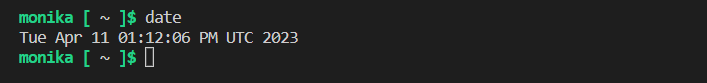 monika [ ~ ]$ date
Tue Apr 11 01:12:06 PM UTC 2023
monika [ ~ ]$